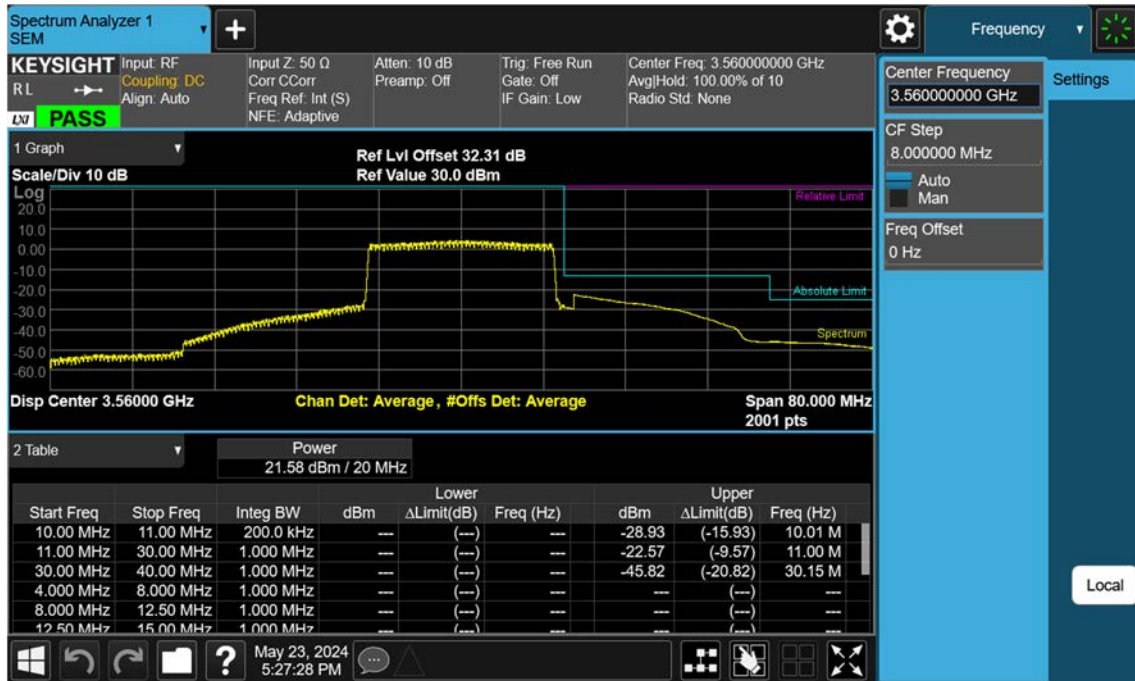 Spectrum Analyzer 1
SEM
Frequency
KEYSIGHT
R L
LXI PASS
Input: RF
Coupling: DC
Align: Auto
Input Z: 50 Ω
Corr CCorr
Freq Ref: Int (S)
NFE: Adaptive
Atten: 10 dB
Preamp: Off
Trig: Free Run
Gate: Off
IF Gain: Low
Center Freq: 3.560000000 GHz
Avg|Hold: 100.00% of 10
Radio Std: None
Center Frequency
3.560000000 GHz
Settings
CF Step
8.000000 MHz
Auto
Man
Freq Offset
0 Hz
1 Graph
Ref Lvl Offset 32.31 dB
Scale/Div 10 dB
Ref Value 30.0 dBm
Log
Relative Limit
20.0
10.0
0.00
-10.0
-20.0
Absolute Limit
-30.0
-40.0
Spectrum
-50.0
-60.0
Disp Center 3.56000 GHz
Chan Det: Average, #Offs Det: Average
Span 80.000 MHz
2001 pts
2 Table
Power
21.58 dBm / 20 MHz
Lower Upper
Start Freq Stop Freq Integ BW dBm ΔLimit(dB) Freq (Hz) dBm ΔLimit(dB) Freq (Hz)
10.00 MHz 11.00 MHz 200.0 kHz --- (---) --- -28.93 (-15.93) 10.01 M
11.00 MHz 30.00 MHz 1.000 MHz --- (---) --- -22.57 (-9.57) 11.00 M
30.00 MHz 40.00 MHz 1.000 MHz --- (---) --- -45.82 (-20.82) 30.15 M
4.000 MHz 8.000 MHz 1.000 MHz --- (---) --- --- (---) ---
8.000 MHz 12.50 MHz 1.000 MHz --- (---) --- --- (---) ---
12.50 MHz 15.00 MHz 1.000 MHz --- (---) --- --- (---) ---
Local
?
May 23, 2024
5:27:28 PM